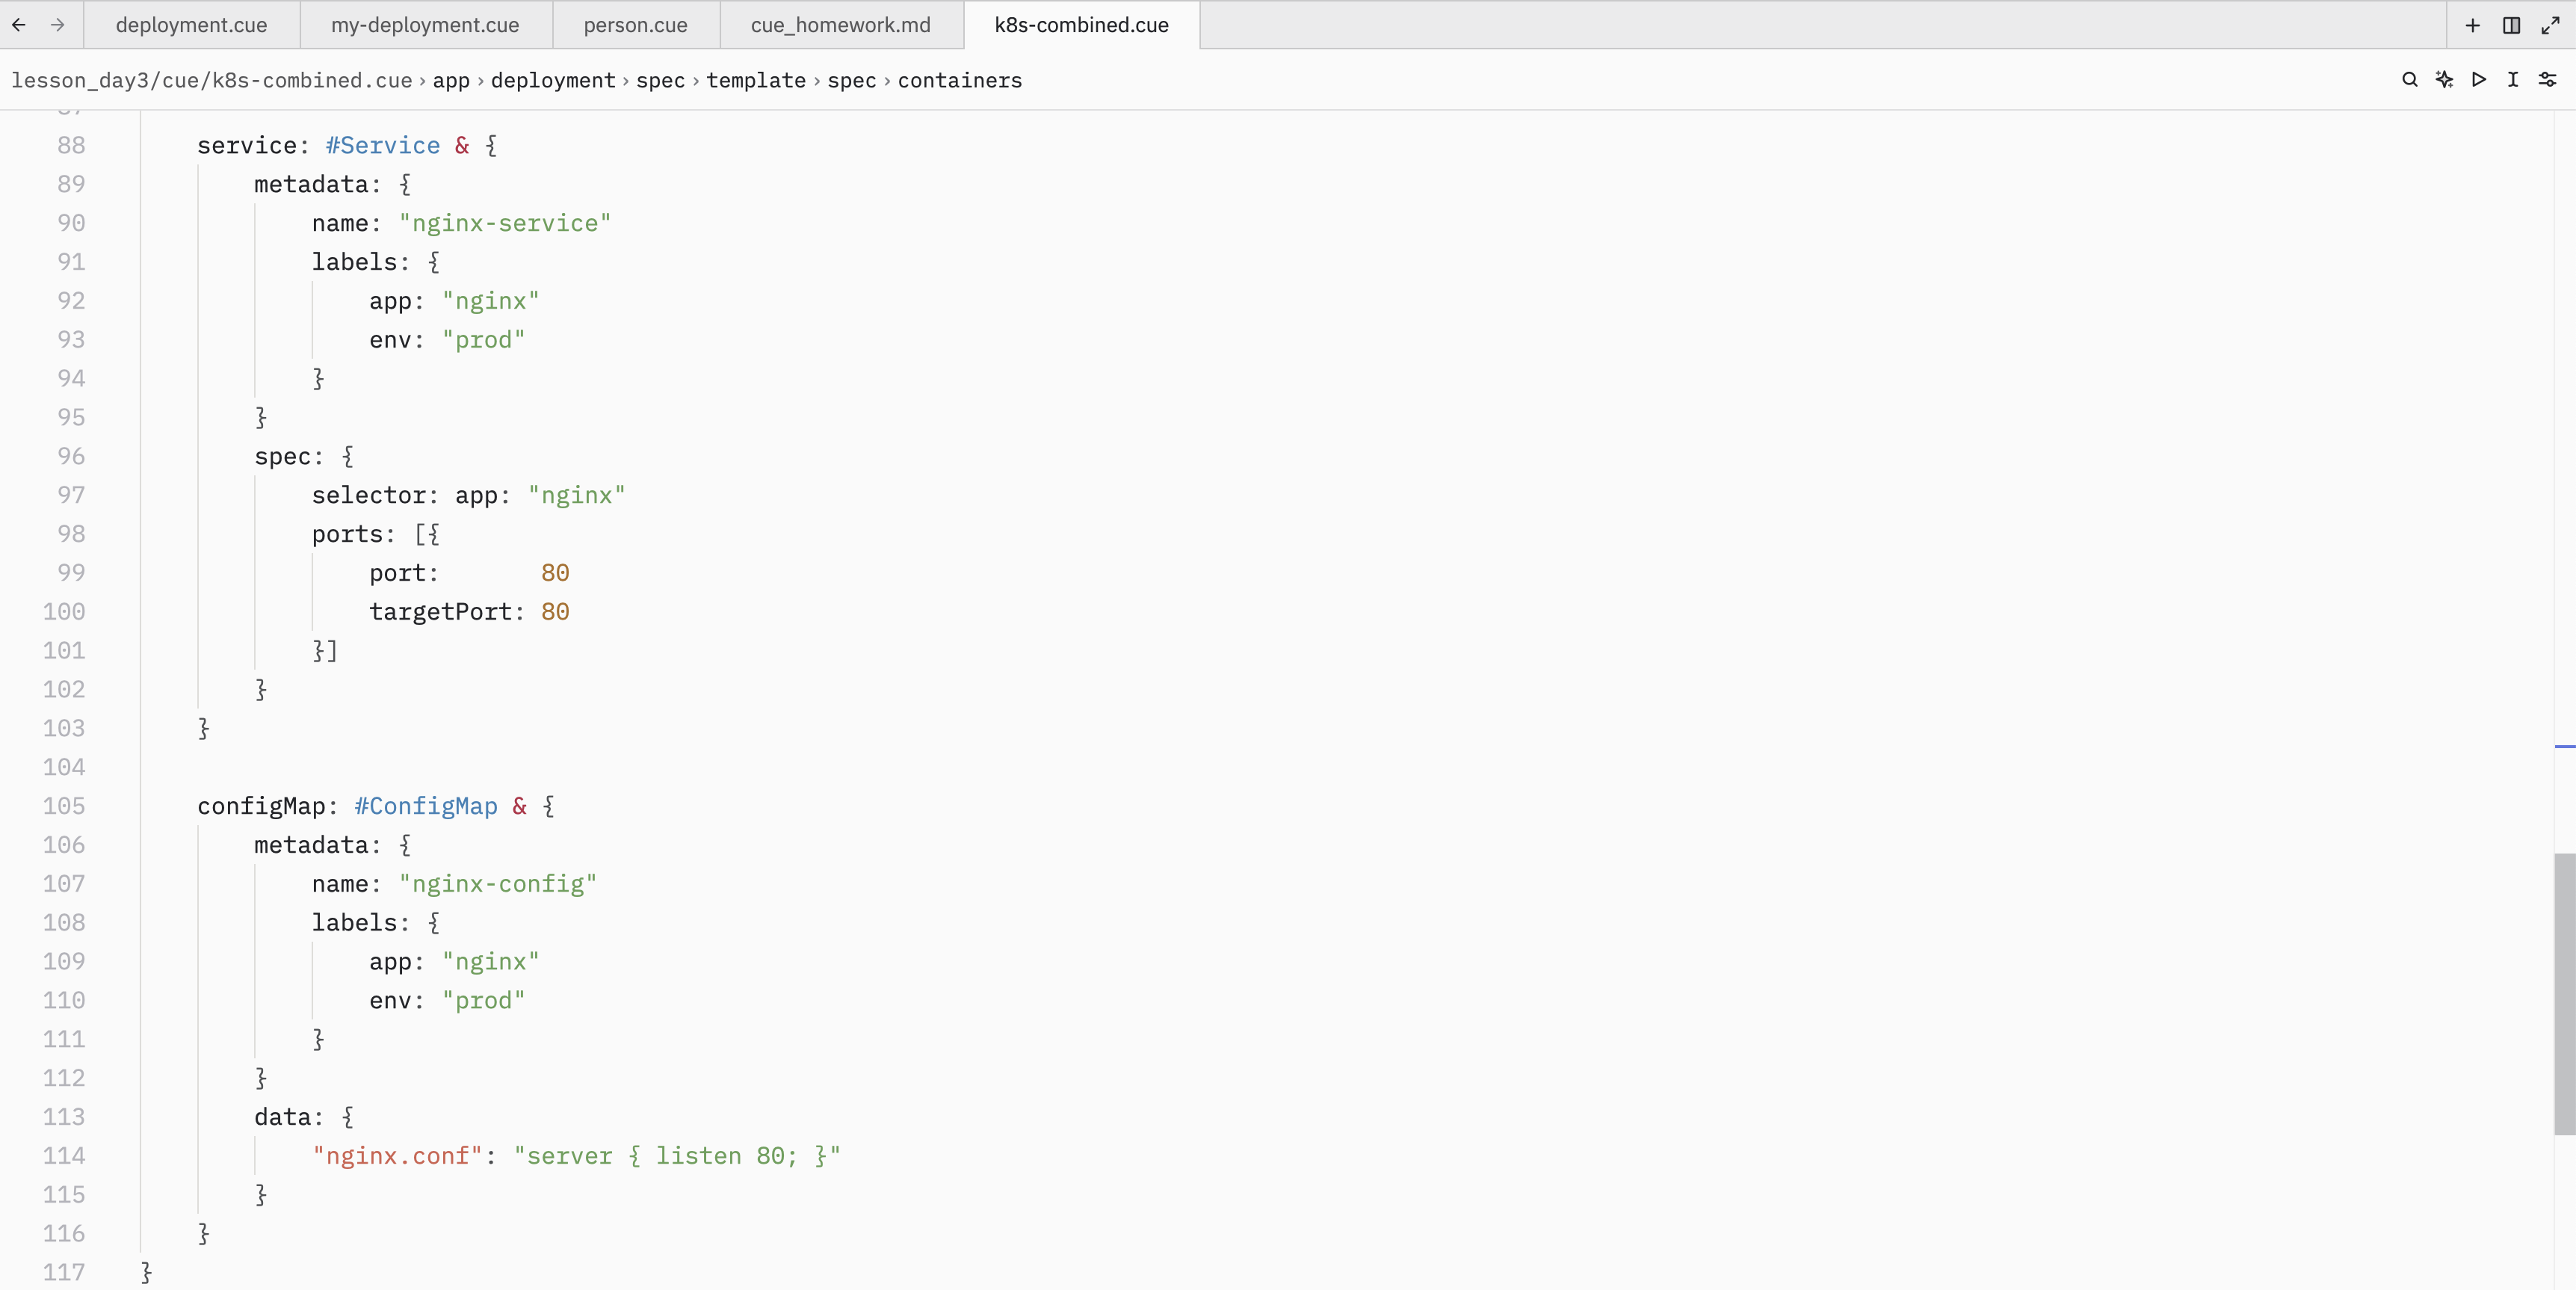 deployment.cue my-deployment.cue person.cue cue_homework.md k8s-combined.cue
lesson_day3/cue/k8s-combined.cue › app › deployment › spec › template › spec › containers
88 service: #Service & {
89 metadata: {
90 name: "nginx-service"
91 labels: {
92 app: "nginx"
93 env: "prod"
94 }
95 }
96 spec: {
97 selector: app: "nginx"
98 ports: [{
99 port: 80
100 targetPort: 80
101 }]
102 }
103 }
104
105 configMap: #ConfigMap & {
106 metadata: {
107 name: "nginx-config"
108 labels: {
109 app: "nginx"
110 env: "prod"
111 }
112 }
113 data: {
114 "nginx.conf": "server { listen 80; }"
115 }
116 }
117 }